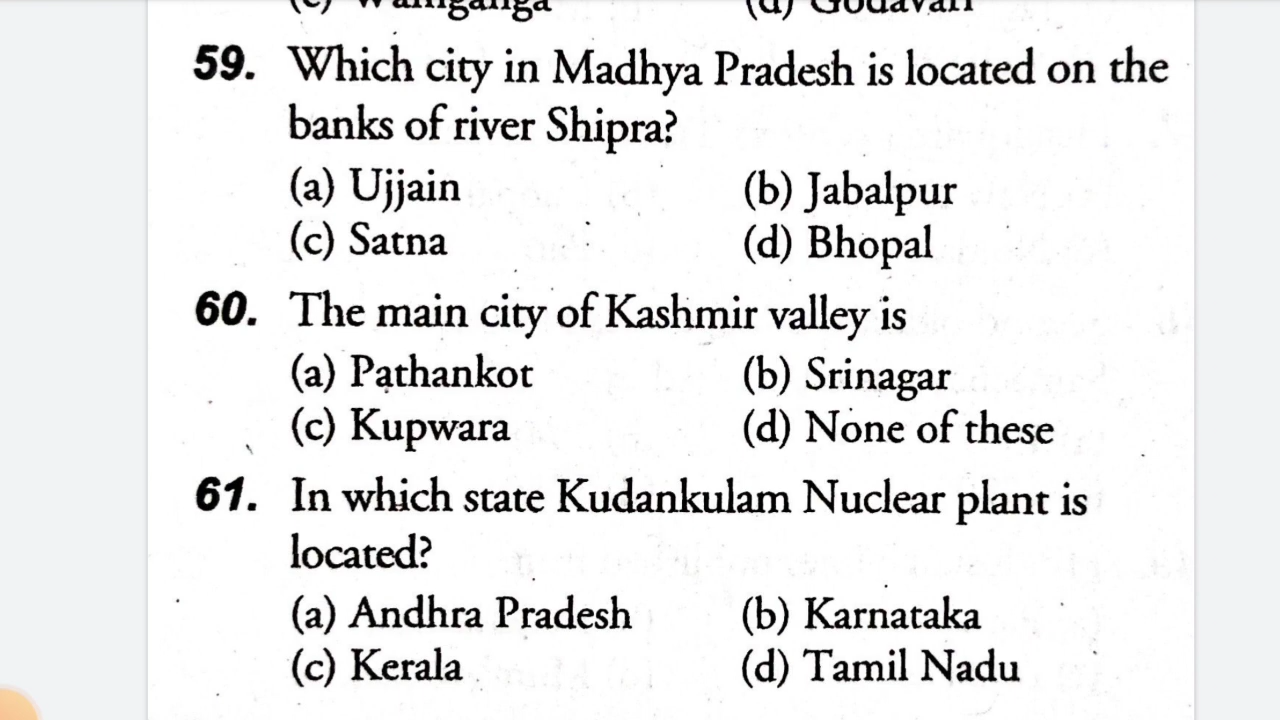 (c) Wainganga (d) Godavari
59. Which city in Madhya Pradesh is located on the
banks of river Shipra?
(a) Ujjain (b) Jabalpur
(c) Satna (d) Bhopal
60. The main city of Kashmir valley is
(a) Pathankot (b) Srinagar
(c) Kupwara (d) None of these
61. In which state Kudankulam Nuclear plant is
located?
(a) Andhra Pradesh (b) Karnataka
(c) Kerala (d) Tamil Nadu